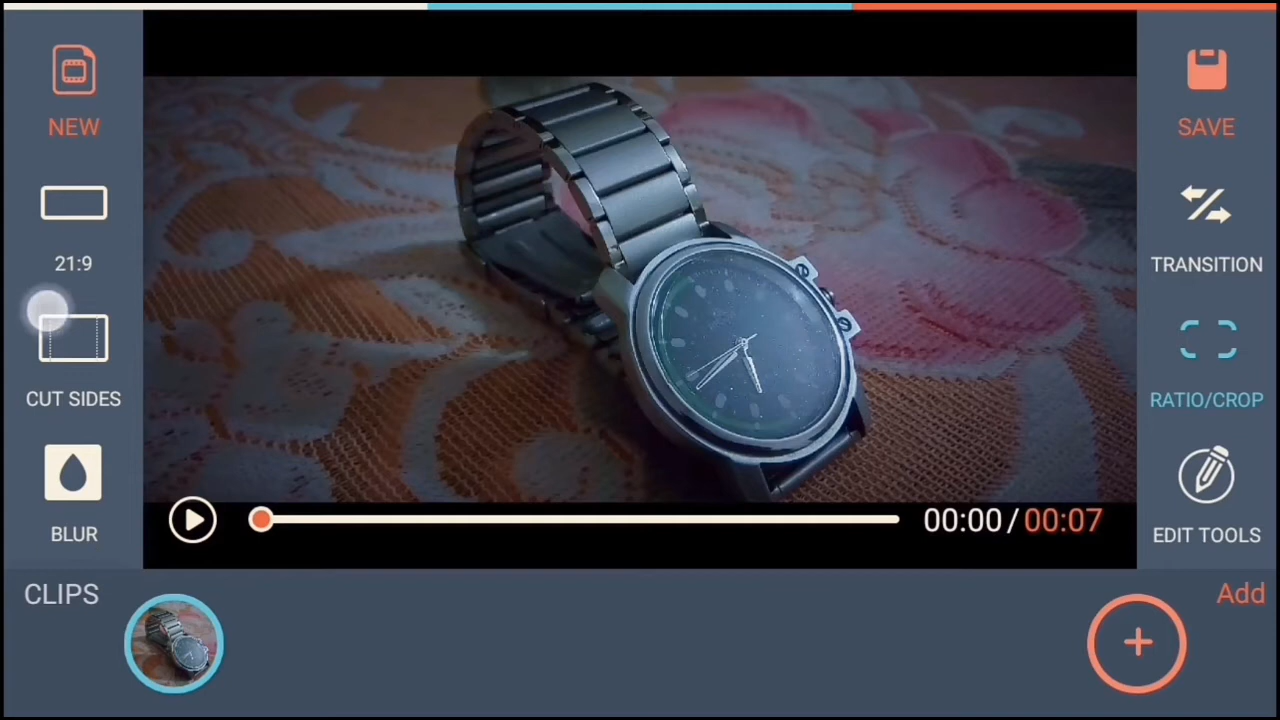 NEW
SAVE
21:9
TRANSITION
CUT SIDES
RATIO/CROP
BLUR
00:00/00:07
EDIT TOOLS
CLIPS
Add